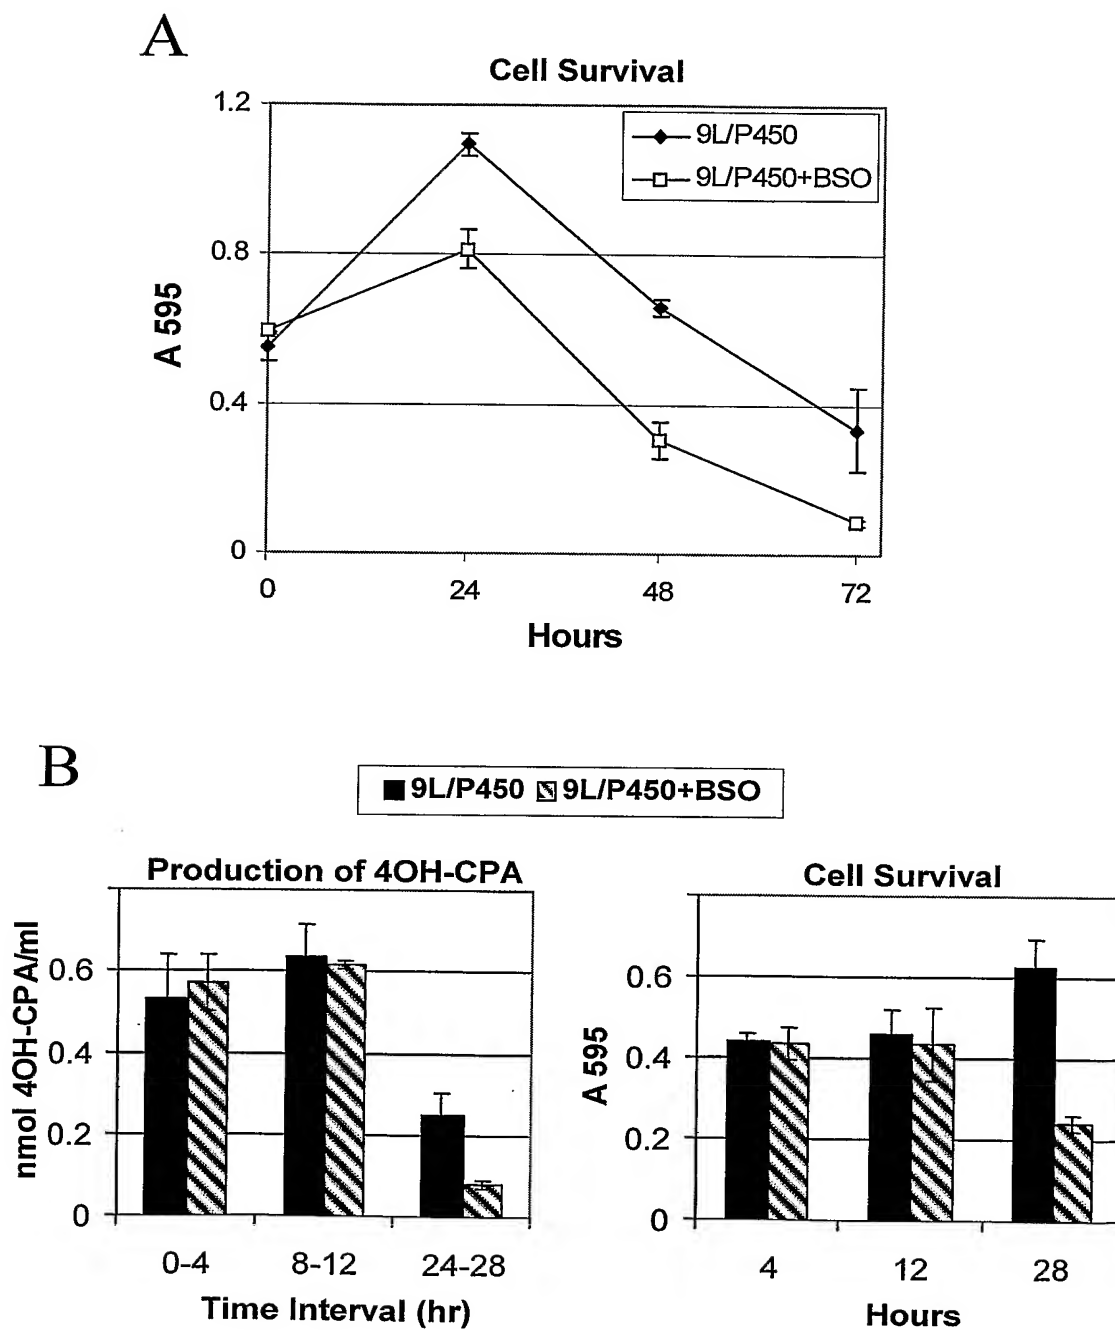 A
Cell Survival
1.2
0.8
0.4
0
A 595
9L/P450
9L/P450+BSO
0 24 48 72
Hours
B
9L/P450 9L/P450+BSO
Production of 4OH-CPA
nmol 4OH-CPA/ml
0.6
0.4
0.2
0
0-4 8-12 24-28
Time Interval (hr)
Cell Survival
A 595
0.6
0.4
0.2
0
4 12 28
Hours